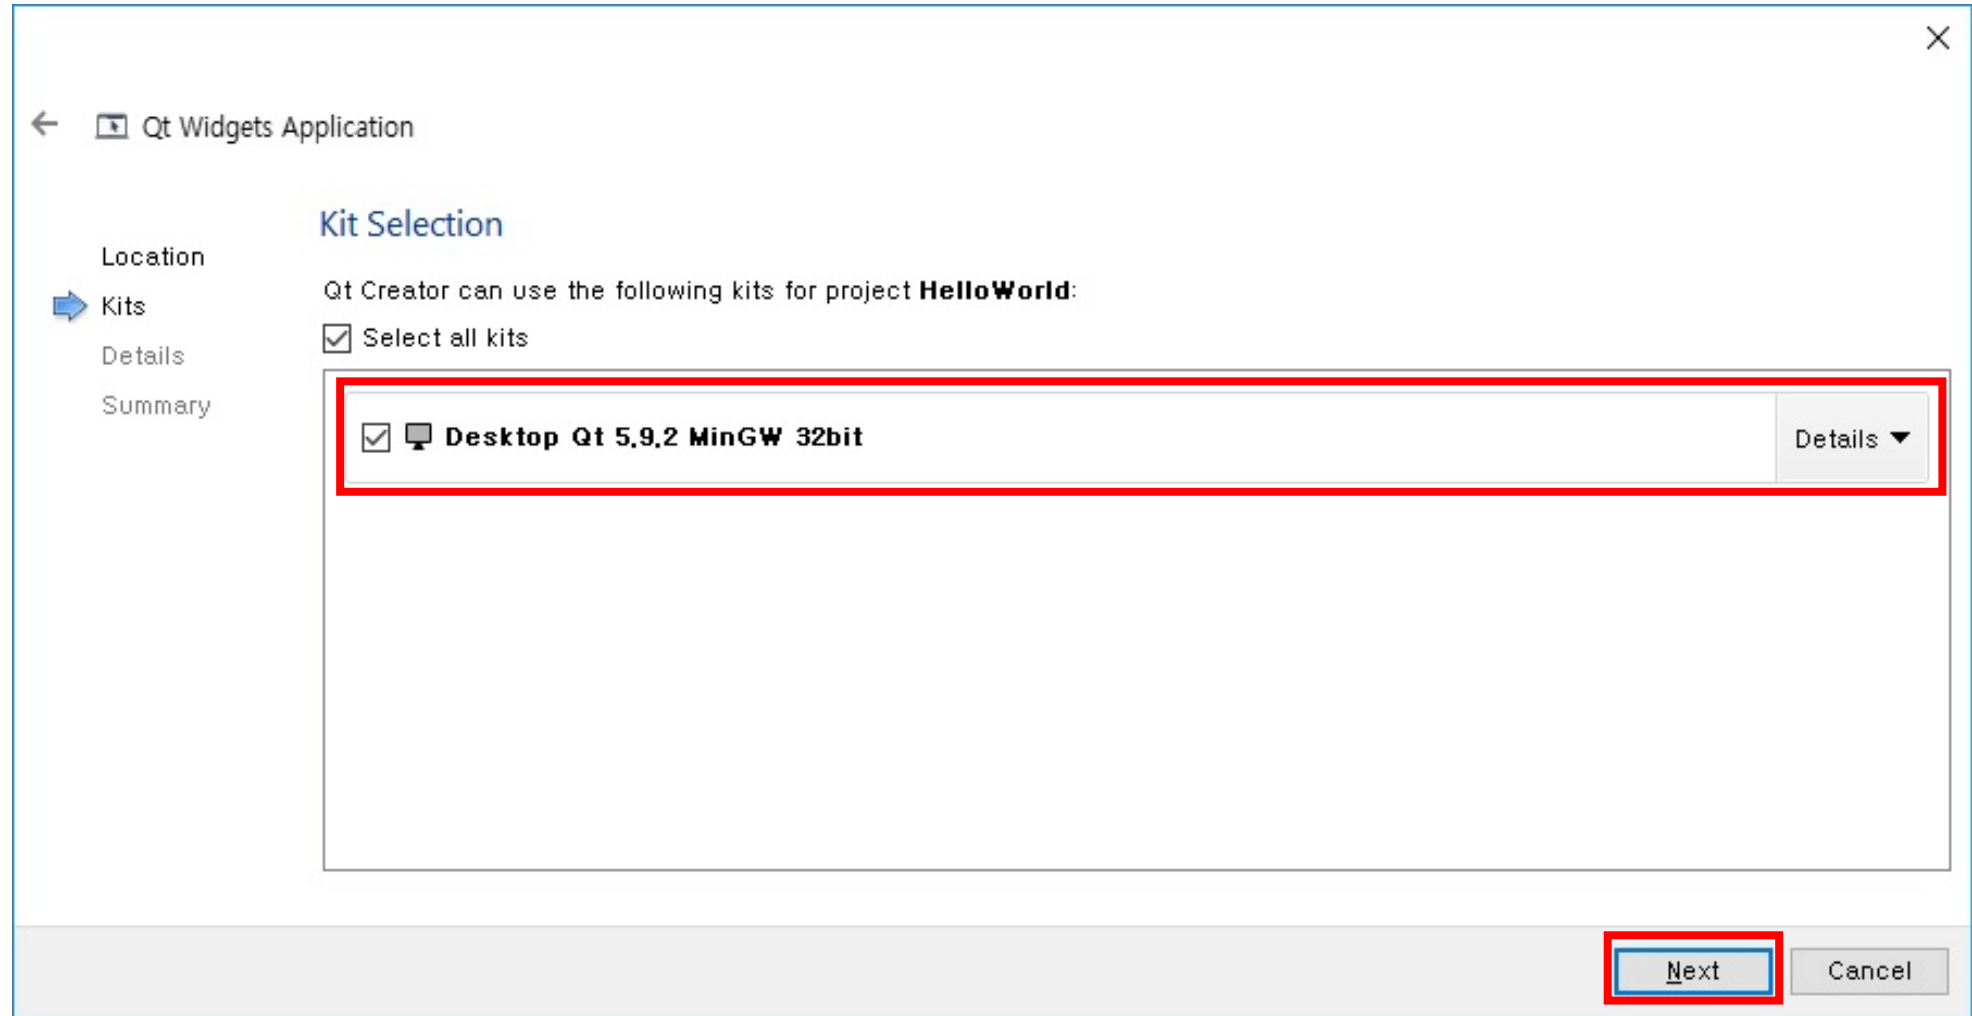 Qt Widgets Application
Location
Kits
Details
Summary
Kit Selection
Qt Creator can use the following kits for project HelloWorld:
Select all kits
Desktop Qt 5.9.2 MinGW 32bit
Details
Next
Cancel